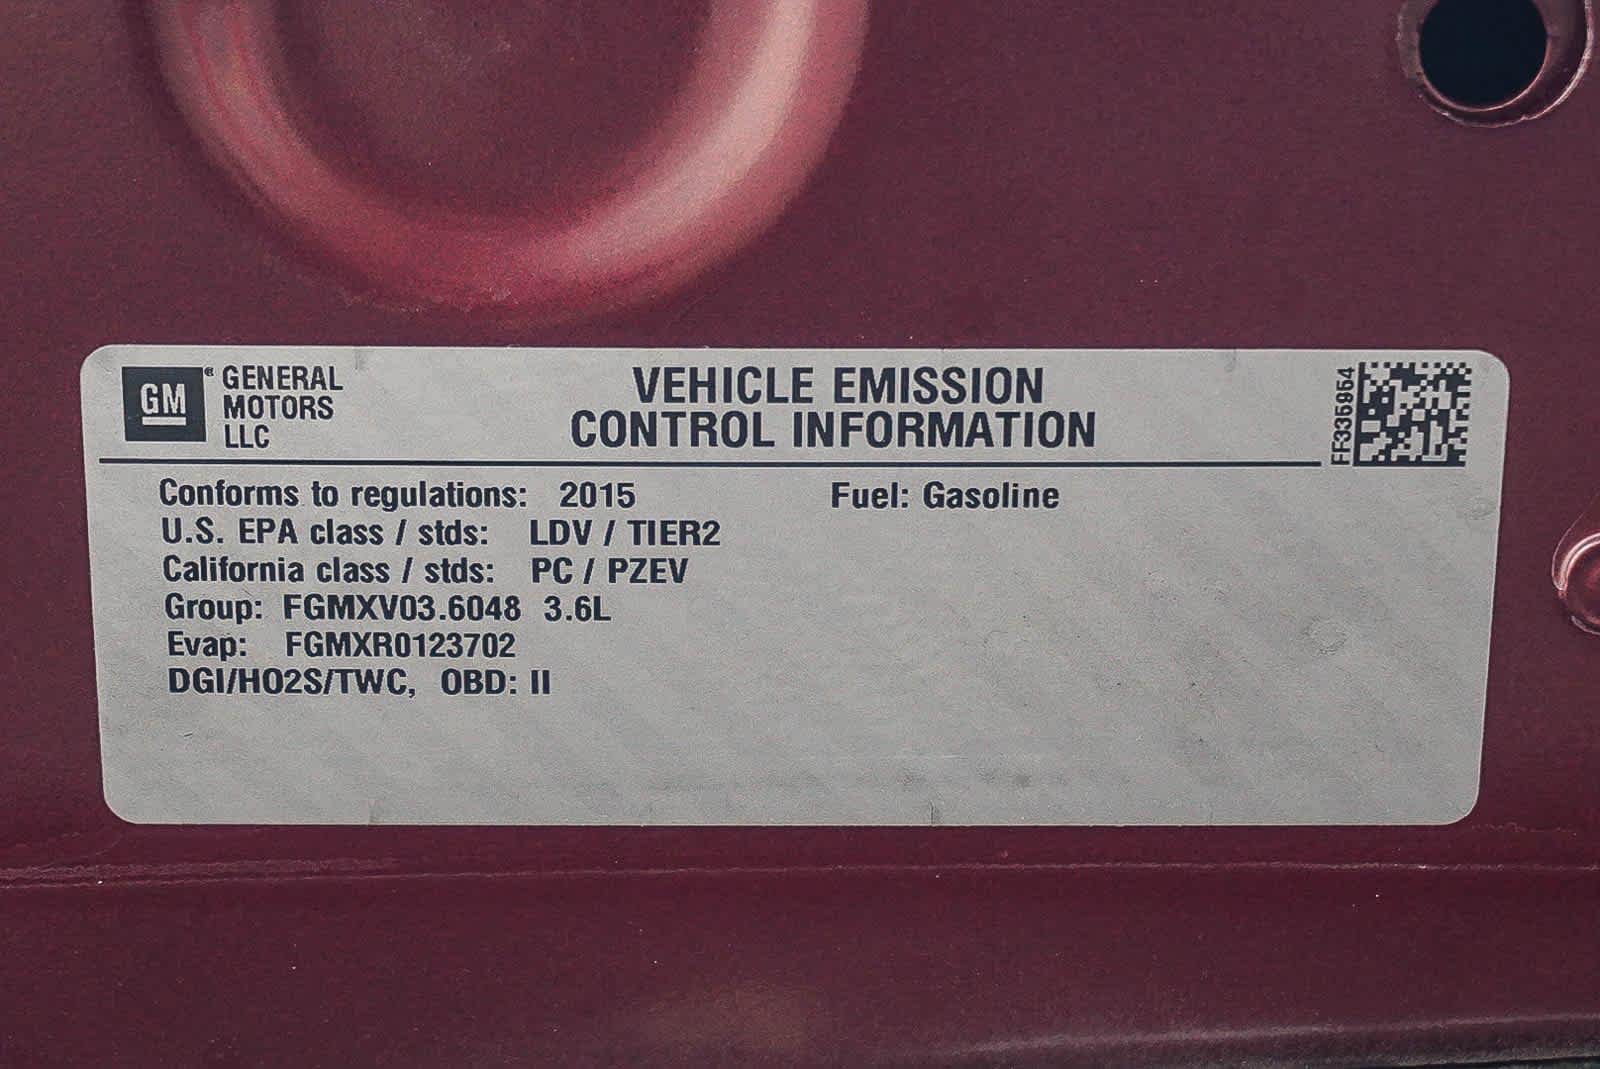 GM® GENERAL
MOTORS
LLC
VEHICLE EMISSION
CONTROL INFORMATION
FF335954
Conforms to regulations: 2015 Fuel: Gasoline
U.S. EPA class / stds: LDV / TIER2
California class / stds: PC / PZEV
Group: FGMXV03.6048 3.6L
Evap: FGMXR0123702
DGI/HO2S/TWC, OBD: II